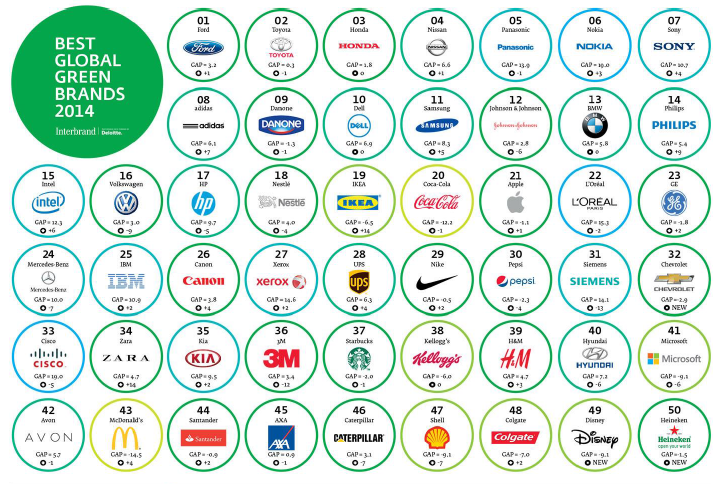 BEST
GLOBAL
GREEN
BRANDS
2014
Interbrand
Deloitte.
01
Ford
Ford
GAP = 3.2
+1
02
Toyota
TOYOTA
GAP = 0.3
-1
03
Honda
HONDA
GAP = 1.8
0
04
Nissan
NISSAN
GAP = 6.6
+1
05
Panasonic
Panasonic
GAP = 13.9
-1
06
Nokia
NOKIA
GAP = 19.0
+3
07
Sony
SONY
GAP = 10.7
+4
08
adidas
adidas
GAP = 6.1
+7
09
Danone
DANONE
GAP = -1.3
-1
10
Dell
DELL
GAP = 6.9
0
11
Samsung
SAMSUNG
GAP = 8.3
+5
12
Johnson & Johnson
Johnson & Johnson
GAP = 2.8
-6
13
BMW
BMW
GAP = 5.8
0
14
Philips
PHILIPS
GAP = 5.4
+9
15
Intel
intel
GAP = 12.3
+6
16
Volkswagen
GAP = 3.0
-9
17
HP
hp
GAP = 9.7
-5
18
Nestlé
Nestlé
GAP = 4.0
-4
19
IKEA
IKEA
GAP = -6.5
+14
20
Coca-Cola
Coca-Cola
GAP = -12.2
-1
21
Apple
GAP = -1.1
+1
22
L'Oréal
L'ORÉAL
PARIS
GAP = 15.3
-2
23
GE
GE
GAP = -1.8
+2
24
Mercedes-Benz
Mercedes-Benz
GAP = 10.0
-7
25
IBM
IBM
GAP = 10.9
+2
26
Canon
Canon
GAP = 2.8
+4
27
Xerox
xerox
GAP = 14.6
+2
28
UPS
ups
GAP = 6.3
+4
29
Nike
GAP = -0.5
+2
30
Pepsi
pepsi
GAP = -2.3
-4
31
Siemens
SIEMENS
GAP = 14.1
-13
32
Chevrolet
CHEVROLET
GAP = 2.9
NEW
33
Cisco
CISCO
GAP = 19.0
-5
34
Zara
ZARA
GAP = 4.7
+14
35
Kia
KIA
GAP = 9.5
+2
36
3M
3M
GAP = 3.4
-12
37
Starbucks
GAP = -2.0
-1
38
Kellogg's
Kellogg's
GAP = -6.0
0
39
H&M
H&M
GAP = 4.7
+3
40
Hyundai
HYUNDAI
GAP = 7.2
-6
41
Microsoft
Microsoft
GAP = -9.1
-6
42
Avon
AVON
GAP = 5.7
-1
43
McDonald's
GAP = -14.5
+4
44
Santander
Santander
GAP = -0.9
+2
45
AXA
AXA
GAP = 0.9
-1
46
Caterpillar
CATERPILLAR
GAP = 3.1
-7
47
Shell
GAP = -9.1
-7
48
Colgate
Colgate
GAP = -7.0
+2
49
Disney
Disney
GAP = -9.1
NEW
50
Heineken
Heineken
open your world
GAP = 1.5
NEW